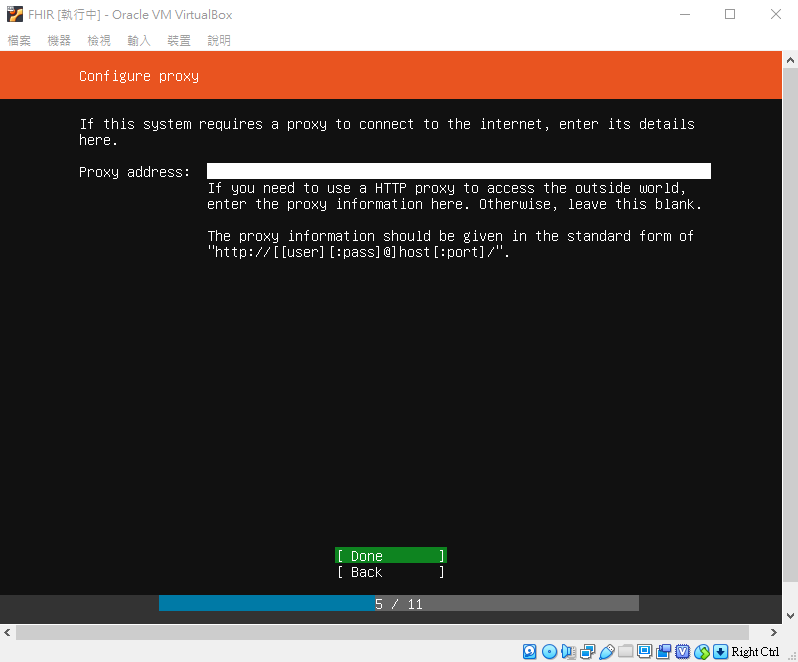 FHIR [執行中] - Oracle VM VirtualBox
檔案 機器 檢視 輸入 裝置 說明
Configure proxy
If this system requires a proxy to connect to the internet, enter its details
here.
Proxy address:
If you need to use a HTTP proxy to access the outside world,
enter the proxy information here. Otherwise, leave this blank.
The proxy information should be given in the standard form of
"http://[[user][:pass]@]host[:port]/".
[ Done ]
[ Back ]
5 / 11
Right Ctrl